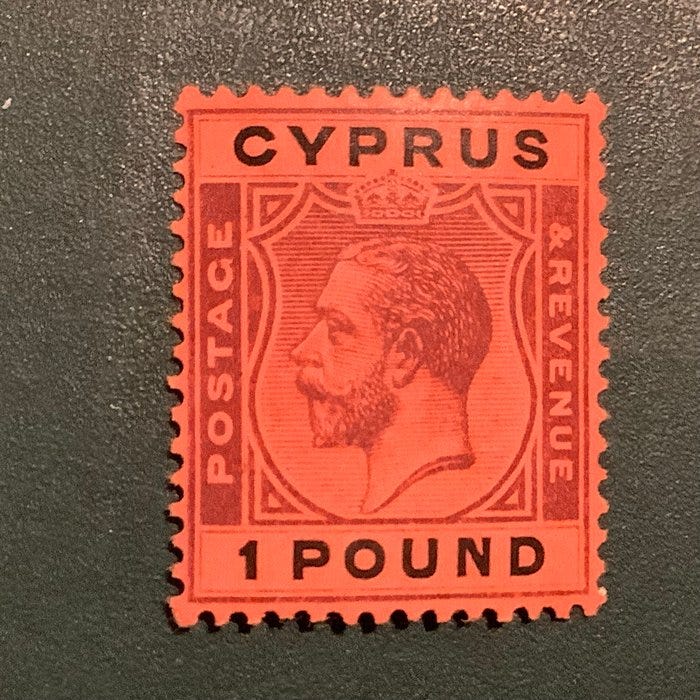 CYPRUS
POSTAGE
& REVENUE
1 POUND